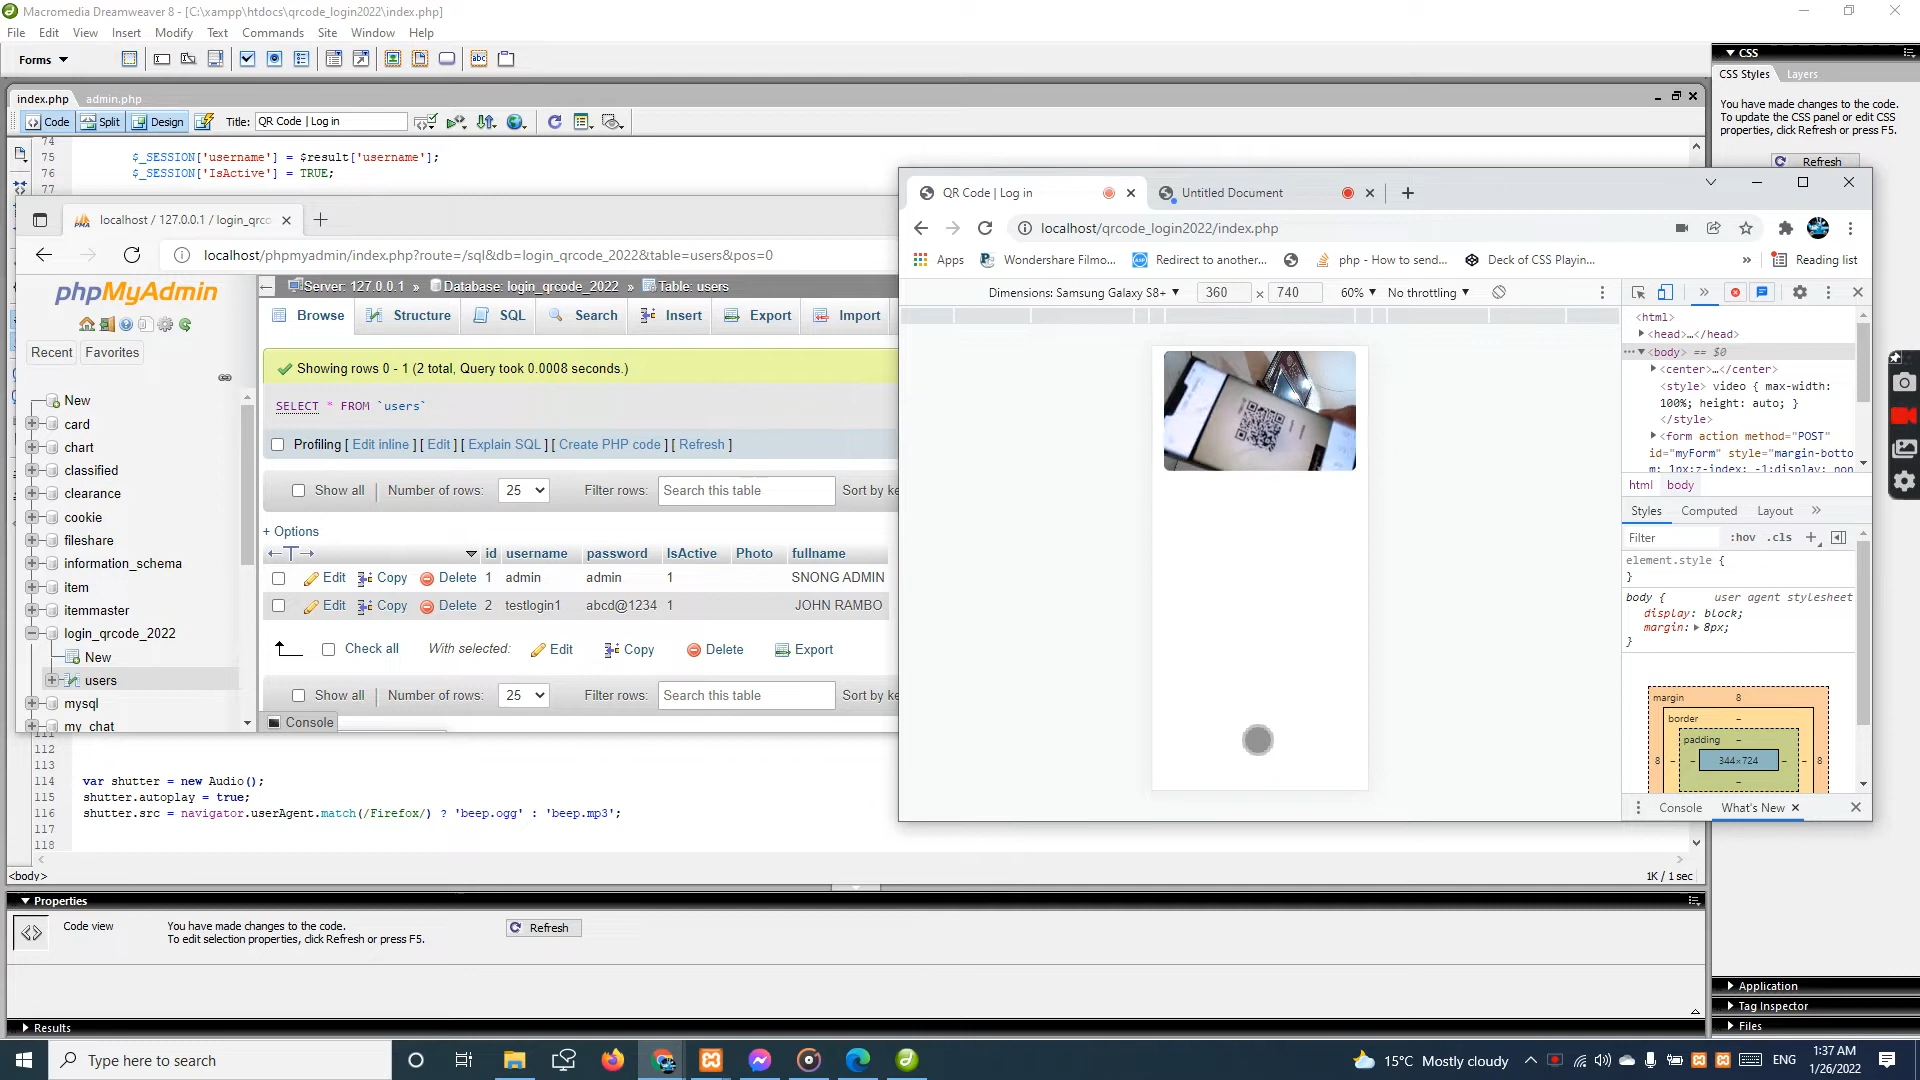 Macromedia Dreamweaver 8 - [C:\xampp\htdocs\qrcode_login2022\index.php]
File Edit View Insert Modify Text Commands Site Window Help
Forms
index.php admin.php
Code Split Design Title: QR Code | Log in
74
75 $_SESSION['username'] = $result['username'];
76 $_SESSION['IsActive'] = TRUE;
77
localhost / 127.0.0.1 / login_qrco
localhost/phpmyadmin/index.php?route=/sql&db=login_qrcode_2022&table=users&pos=0
phpMyAdmin
Recent Favorites
New
card
chart
classified
clearance
cookie
fileshare
information_schema
item
itemmaster
login_qrcode_2022
New
users
mysql
my_chat
Server: 127.0.0.1 » Database: login_qrcode_2022 » Table: users
Browse Structure SQL Search Insert Export Import
Showing rows 0 - 1 (2 total, Query took 0.0008 seconds.)
SELECT * FROM `users`
Profiling [ Edit inline ] [ Edit ] [ Explain SQL ] [ Create PHP code ] [ Refresh ]
Show all Number of rows: 25 Filter rows: Search this table Sort by ke
+ Options
id username password IsActive Photo fullname
Edit Copy Delete 1 admin admin 1 SNONG ADMIN
Edit Copy Delete 2 testlogin1 abcd@1234 1 JOHN RAMBO
Check all With selected: Edit Copy Delete Export
Show all Number of rows: 25 Filter rows: Search this table Sort by ke
Console
111
112
113
114 var shutter = new Audio();
115 shutter.autoplay = true;
116 shutter.src = navigator.userAgent.match(/Firefox/) ? 'beep.ogg' : 'beep.mp3';
117
118
<body>
1K / 1 sec
Properties
Code view You have made changes to the code.
To edit selection properties, click Refresh or press F5.
Refresh
Results
QR Code | Log in Untitled Document
localhost/qrcode_login2022/index.php
Apps Wondershare Filmo... Redirect to another... php - How to send... Deck of CSS Playin... » Reading list
Dimensions: Samsung Galaxy S8+ 360 x 740 60% No throttling
<html>
<head>…</head>
<body> == $0
<center>…</center>
<style> video { max-width:
100%; height: auto; }
</style>
<form action method="POST"
id="myForm" style="margin-botto
m: 1px;z-index: -1;display: non
html body
Styles Computed Layout »
Filter :hov .cls
element.style {
}
body { user agent stylesheet
display: block;
margin: 8px;
}
margin 8
border –
padding –
8 – – 344×724 – – 8
–
Console What's New
CSS
CSS Styles Layers
You have made changes to the code.
To update the CSS panel or edit CSS
properties, click Refresh or press F5.
Refresh
Application
Tag Inspector
Files
Type here to search
15°C Mostly cloudy
ENG
1:37 AM
1/26/2022